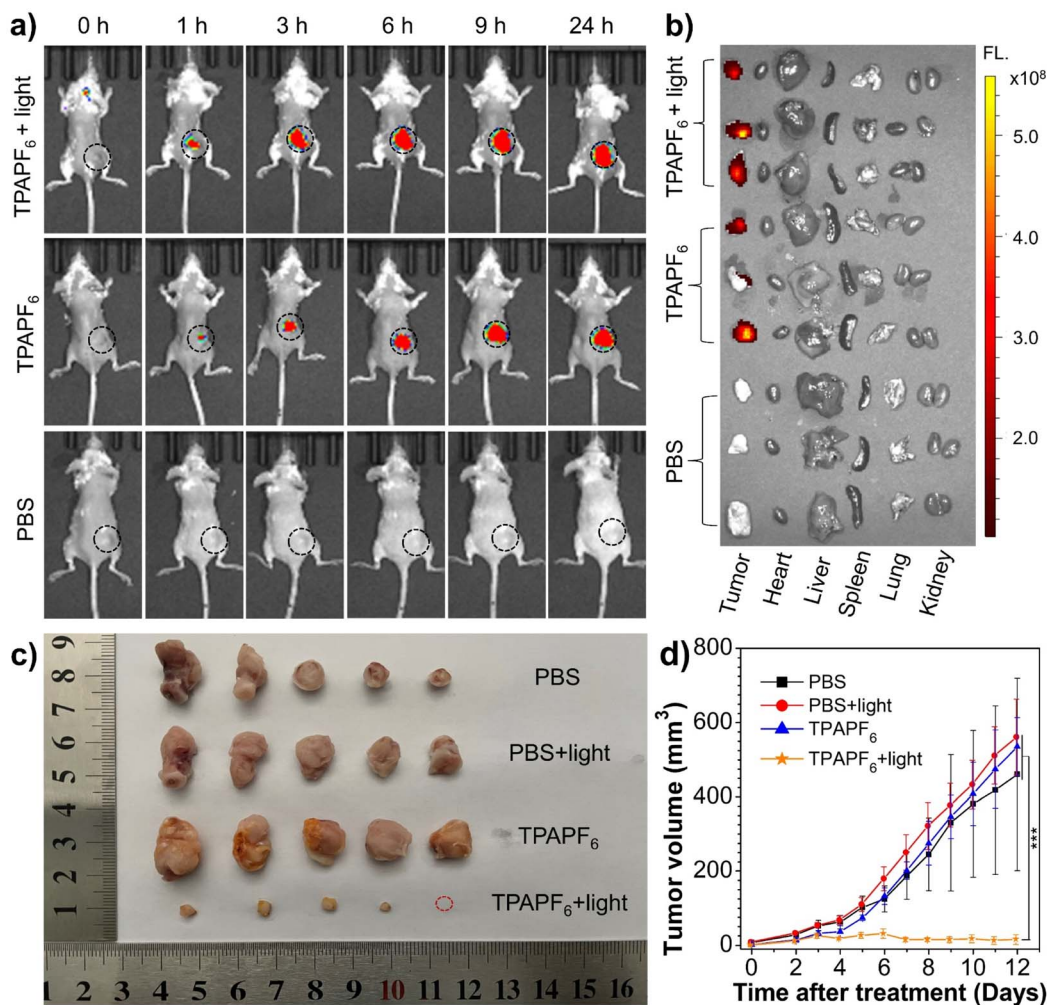 a)
0 h 1 h 3 h 6 h 9 h 24 h
TPAPF₆ + light
TPAPF₆
PBS
b)
FL.
x10⁸
5.0
4.0
3.0
2.0
TPAPF₆ + light
TPAPF₆
PBS
Tumor Heart Liver Spleen Lung Kidney
c)
9
8
7
6
5
4
3
2
1
PBS
PBS+light
TPAPF₆
TPAPF₆+light
1 2 3 4 5 6 7 8 9 10 11 12 13 14 15 16
d)
Tumor volume (mm³)
800
600
400
200
0
PBS
PBS+light
TPAPF₆
TPAPF₆+light
***
0 2 4 6 8 10 12
Time after treatment (Days)